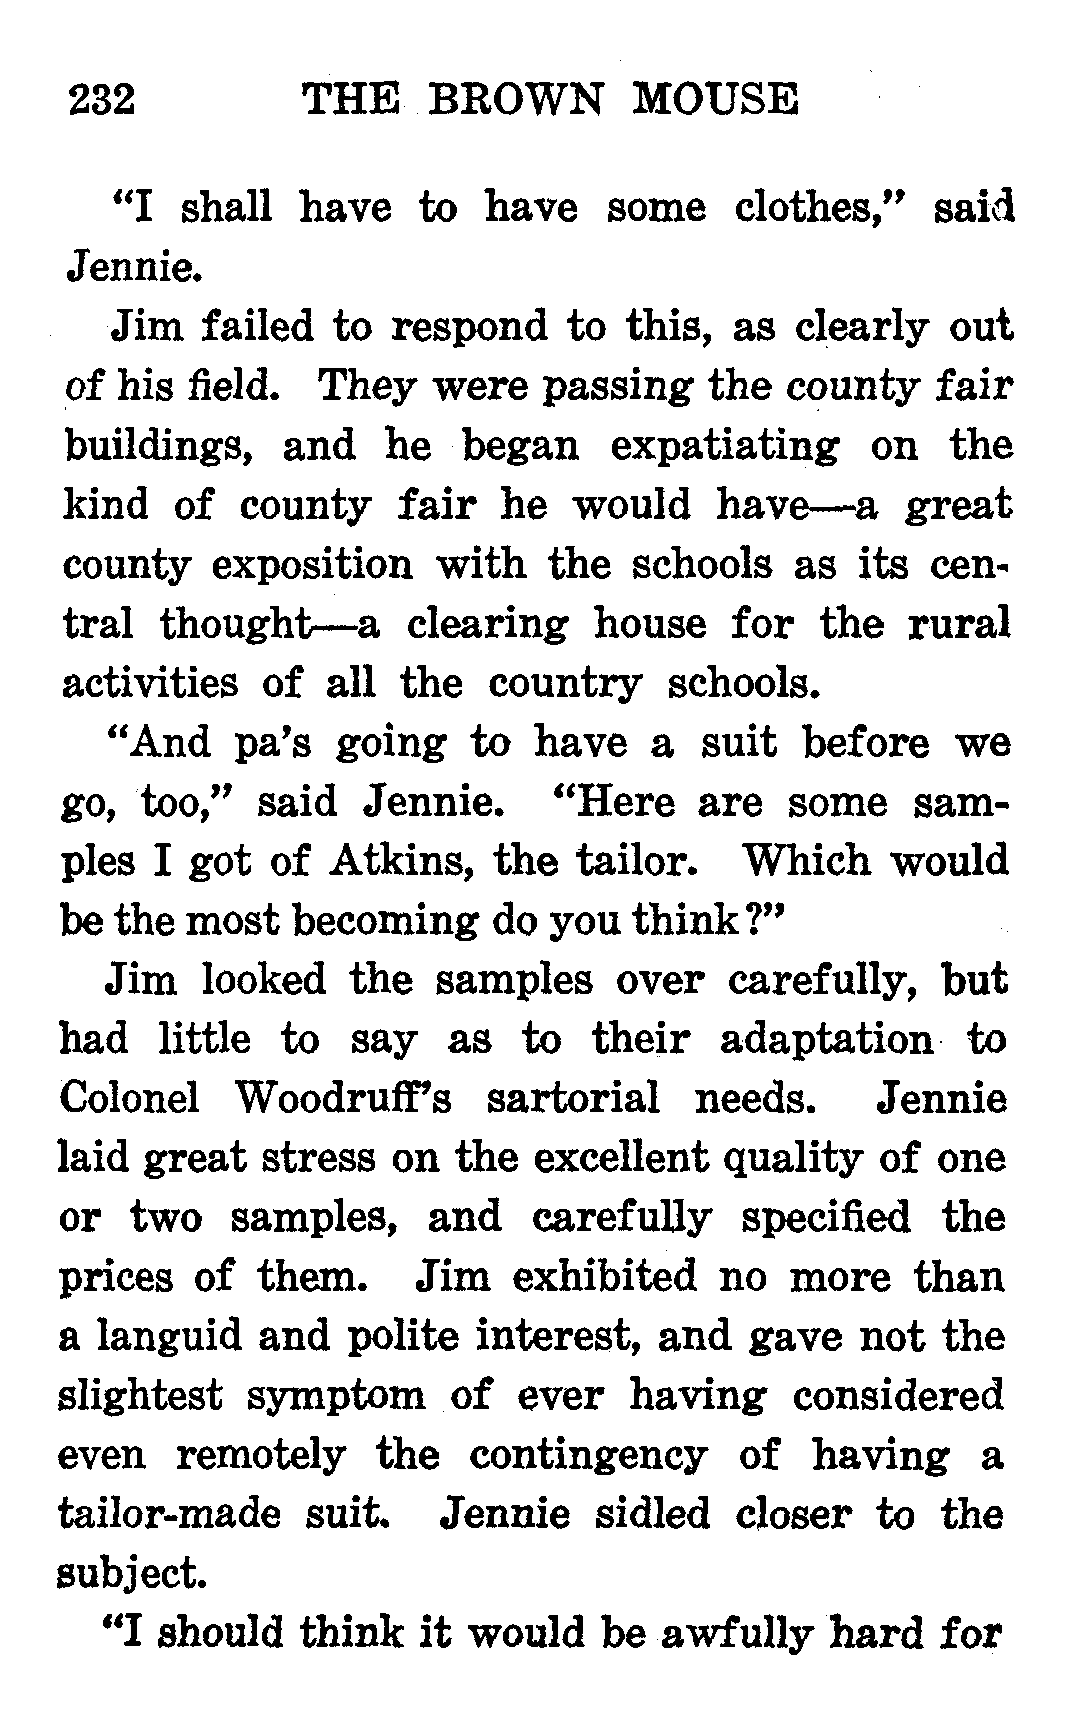 232 THE BROWN MOUSE
“I shall have to have some clothes,” said
Jennie.
Jim failed to respond to this, as clearly out
of his field. They were passing the county fair
buildings, and he began expatiating on the
kind of county fair he would have—a great
county exposition with the schools as its cen-
tral thought—a clearing house for the rural
activities of all the country schools.
“And pa’s going to have a suit before we
go, too,” said Jennie. “Here are some sam-
ples I got of Atkins, the tailor. Which would
be the most becoming do you think?”
Jim looked the samples over carefully, but
had little to say as to their adaptation to
Colonel Woodruff’s sartorial needs. Jennie
laid great stress on the excellent quality of one
or two samples, and carefully specified the
prices of them. Jim exhibited no more than
a languid and polite interest, and gave not the
slightest symptom of ever having considered
even remotely the contingency of having a
tailor-made suit. Jennie sidled closer to the
subject.
“I should think it would be awfully hard for